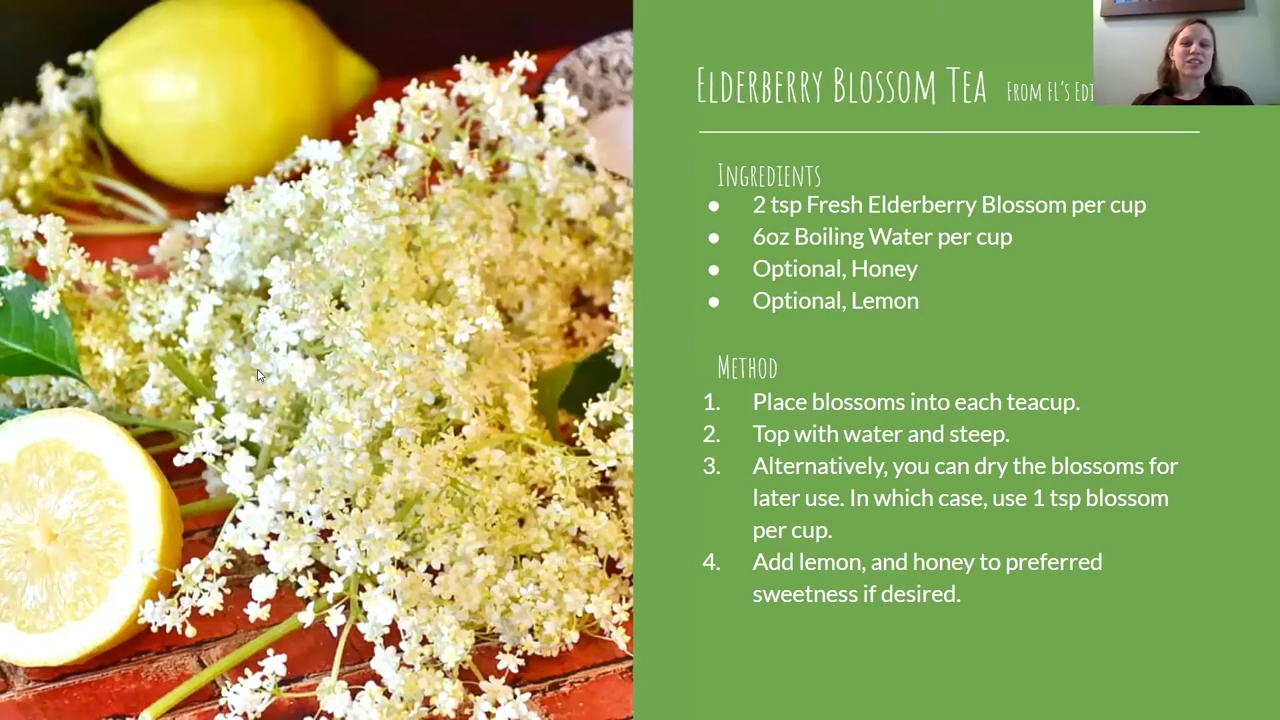 Elderberry Blossom Tea From FL's
Ingredients
● 2 tsp Fresh Elderberry Blossom per cup
● 6oz Boiling Water per cup
● Optional, Honey
● Optional, Lemon
Method
1. Place blossoms into each teacup.
2. Top with water and steep.
3. Alternatively, you can dry the blossoms for
later use. In which case, use 1 tsp blossom
per cup.
4. Add lemon, and honey to preferred
sweetness if desired.